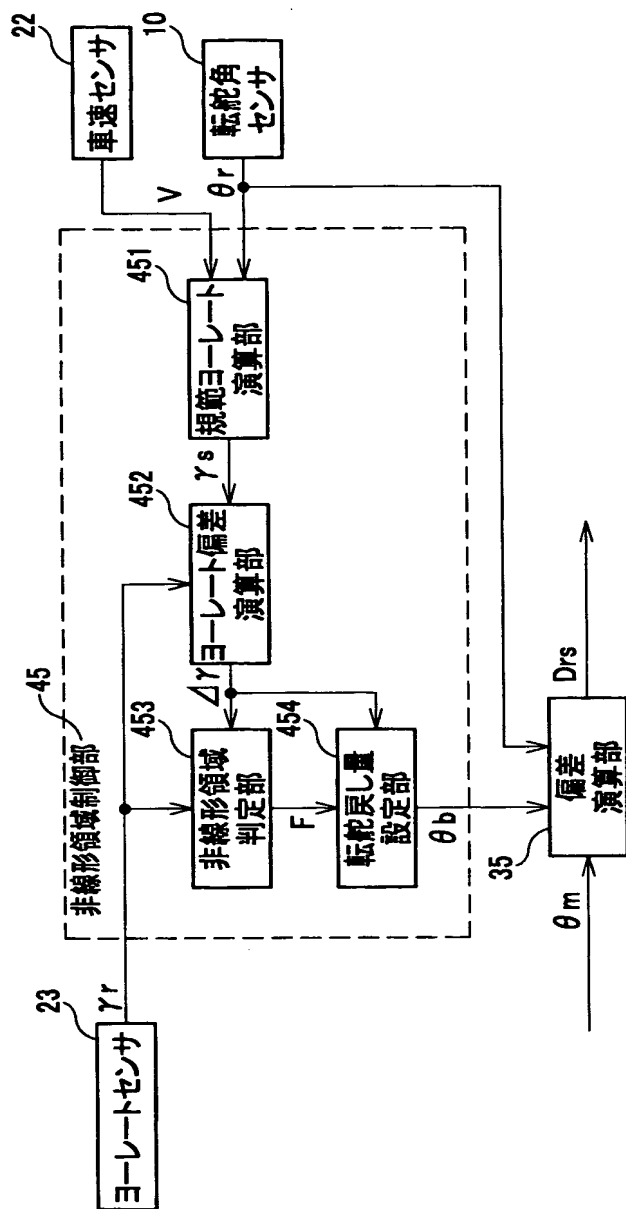 22
車速センサ
10
転舵角
センサ
V
θr
45
非線形領域制御部
451
規範ヨーレート
演算部
γs
452
ヨーレート偏差
演算部
Δγ
453
非線形領域
判定部
F
454
転舵戻し量
設定部
θb
23
ヨーレートセンサ
γr
35
偏差
演算部
θm
Drs